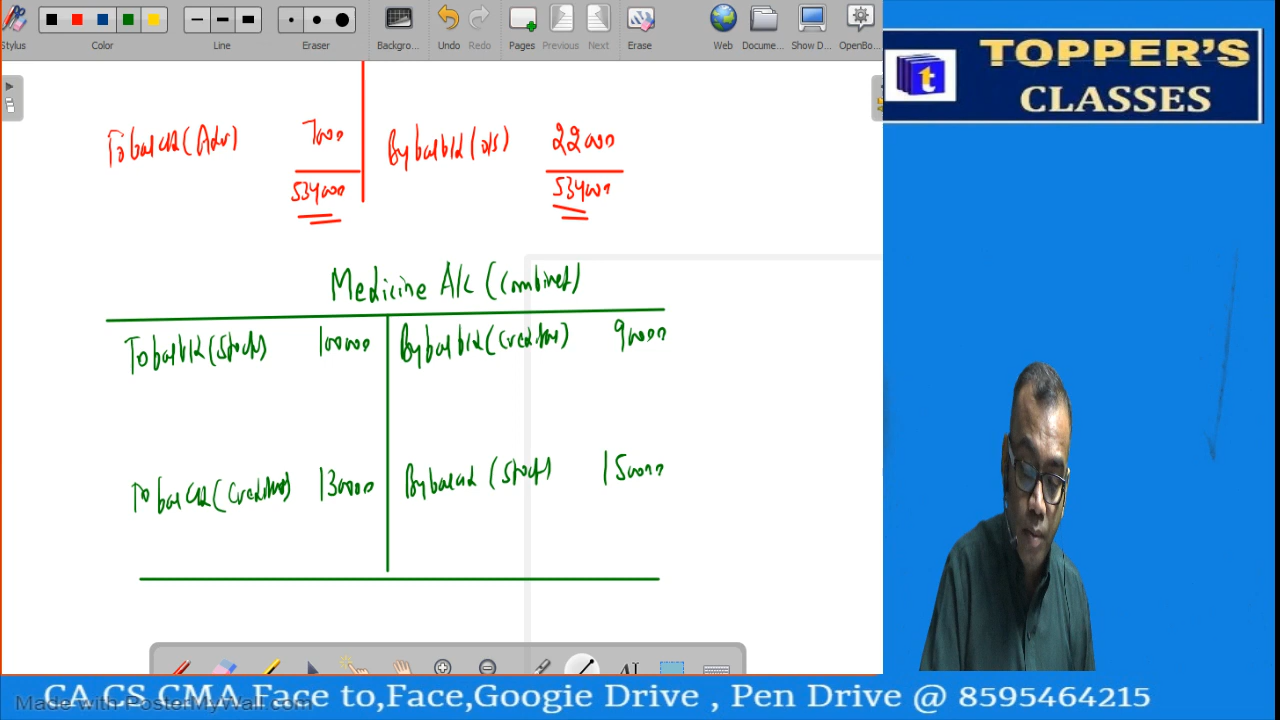 Stylus Color Line Eraser Backgro... Undo Redo Pages Previous Next Erase Web Docume... Show D... OpenBo...
TOPPER'S
CLASSES
To bal c/d (Adv) 7000 By bal b/d (o/s) 22000
534000 534000
Medicine A/c (Combined)
To bal b/d (Stock) 100000 By bal b/d (Creditors) 90000
To bal c/d (Creditors) 130000 By bal c/d (Stock) 150000
CA,CS,CMA Face to,Face,Googie Drive , Pen Drive @ 8595464215
Made with PosterMyWall.com